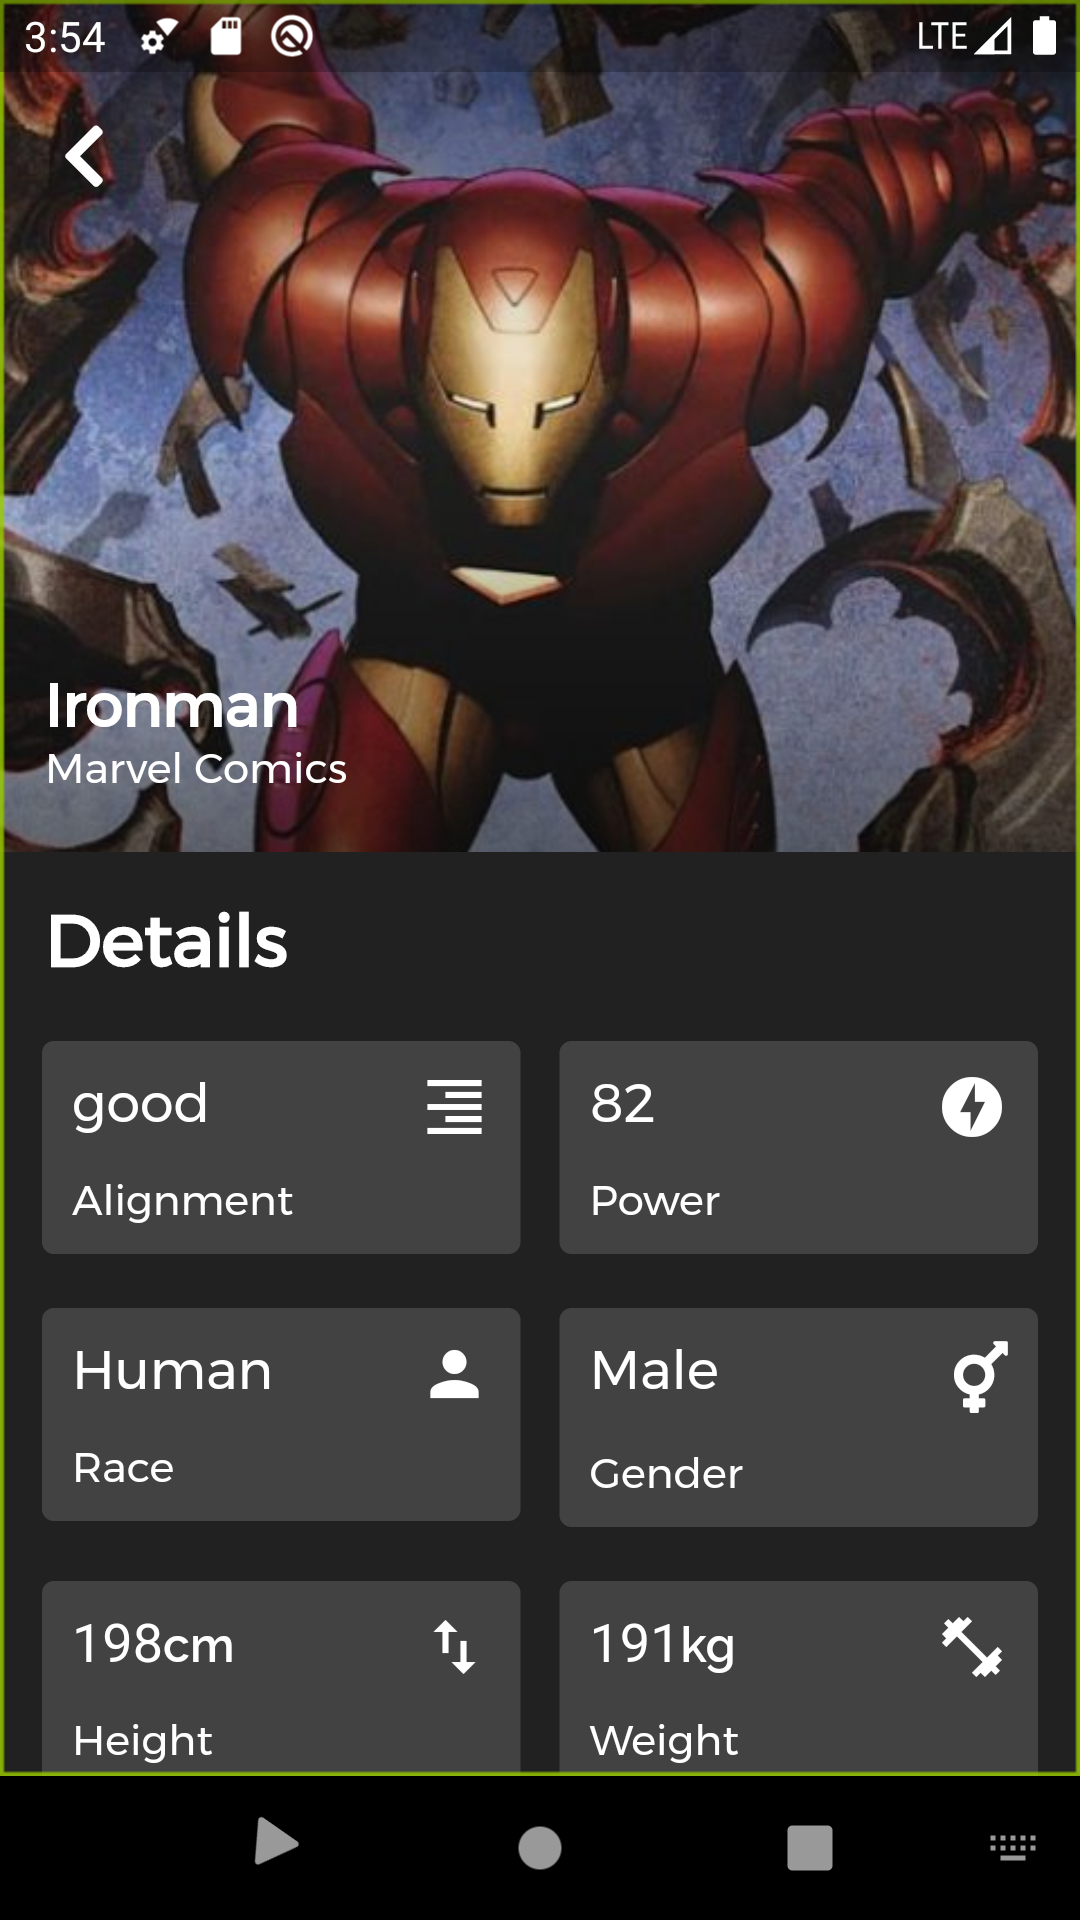 3:54 LTE
Ironman
Marvel Comics
Details
good 82
Alignment Power
Human Male
Race Gender
198cm 191kg
Height Weight